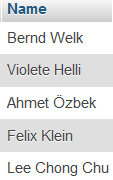 Name
Bernd Welk
Violete Helli
Ahmet Özbek
Felix Klein
Lee Chong Chu